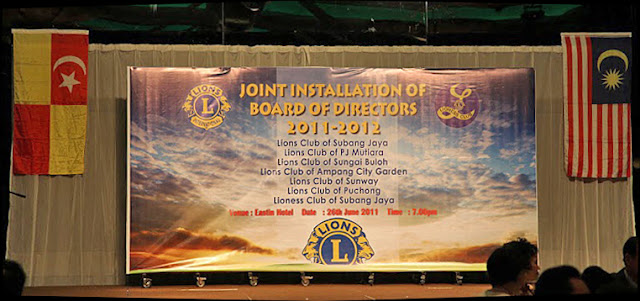 JOINT INSTALLATION OF
BOARD OF DIRECTORS
2011-2012
Lions Club of Subang Jaya
Lions Club of PJ Mutiara
Lions Club of Sungai Buloh
Lions Club of Ampang City Garden
Lions Club of Sunway
Lions Club of Puchong
Lioness Club of Subang Jaya
Venue : Eastin Hotel Date : 26th June 2011 Time : 7.00pm
LIONS
L
LIONS
L